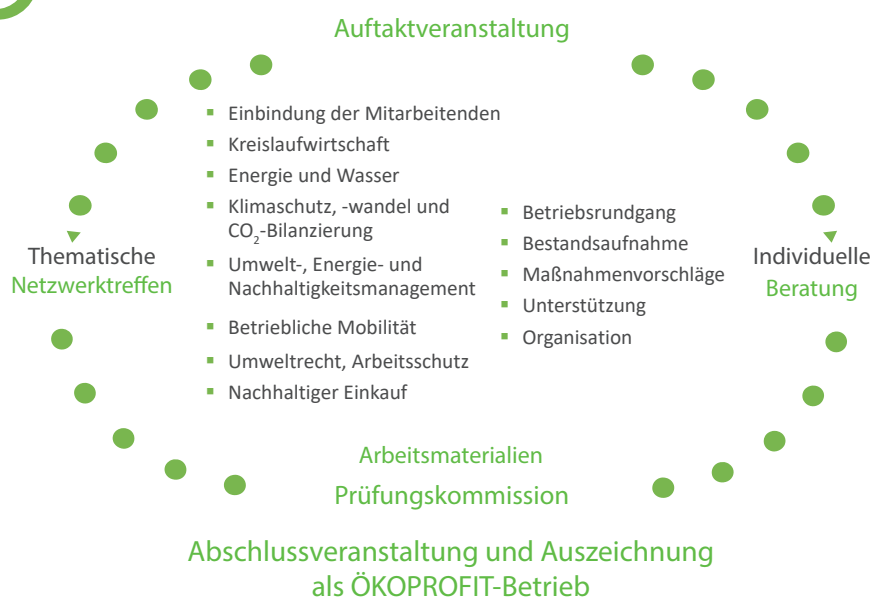 Auftaktveranstaltung
Thematische
Netzwerktreffen
▪ Einbindung der Mitarbeitenden
▪ Kreislaufwirtschaft
▪ Energie und Wasser
▪ Klimaschutz, -wandel und
CO₂-Bilanzierung
▪ Umwelt-, Energie- und
Nachhaltigkeitsmanagement
▪ Betriebliche Mobilität
▪ Umweltrecht, Arbeitsschutz
▪ Nachhaltiger Einkauf
▪ Betriebsrundgang
▪ Bestandsaufnahme
▪ Maßnahmenvorschläge
▪ Unterstützung
▪ Organisation
Individuelle
Beratung
Arbeitsmaterialien
Prüfungskommission
Abschlussveranstaltung und Auszeichnung
als ÖKOPROFIT-Betrieb